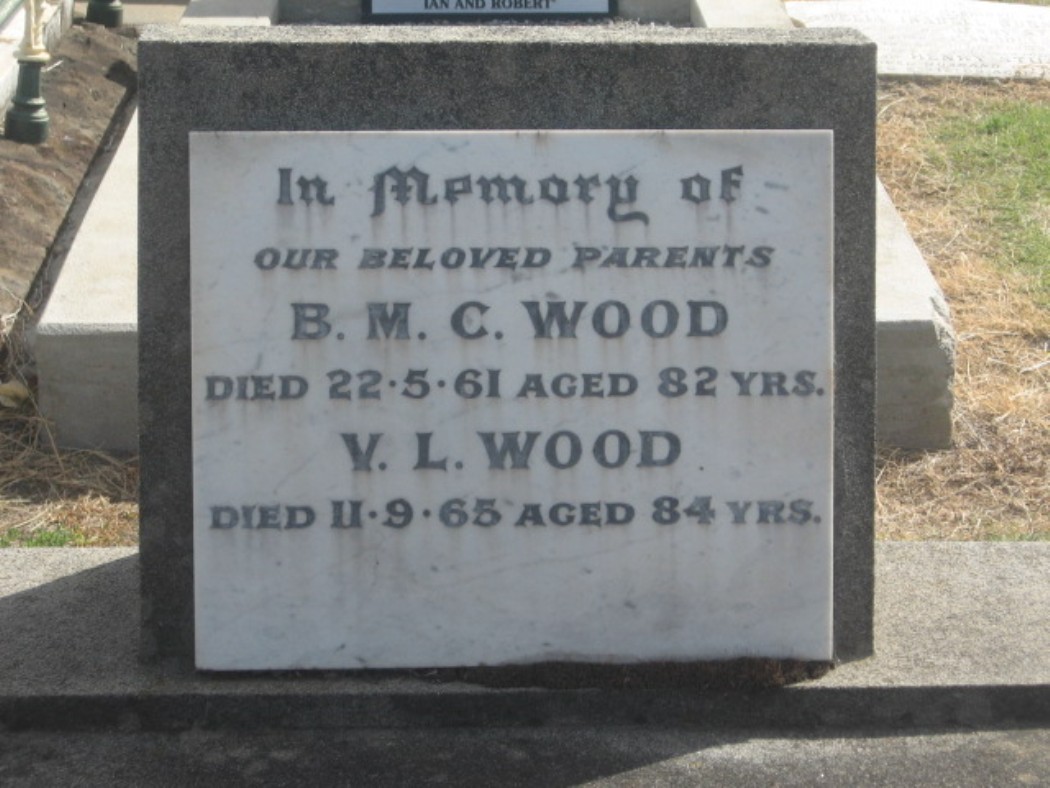 IAN AND ROBERT
In Memory of
OUR BELOVED PARENTS
B. M. C. WOOD
DIED 22·5·61 AGED 82 YRS.
V. L. WOOD
DIED 11·9·65 AGED 84 YRS.